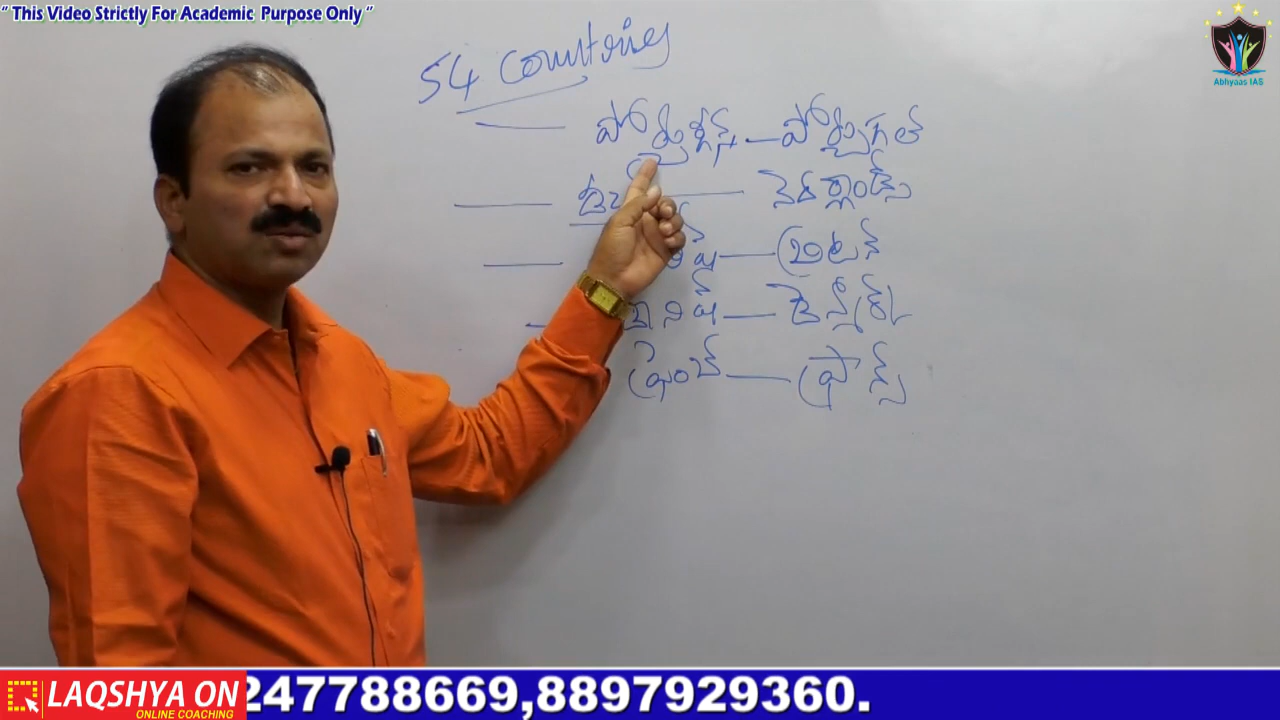 " This Video Strictly For Academic Purpose Only "
Abhyaas IAS
54 Countries
పోర్చుగీస్ — పోర్చుగల్
— నెదర్లాండ్స్
— బ్రిటన్
— డెన్మార్క్
ఫ్రెంచ్ — ఫ్రాన్స్
LAQSHYA ON
ONLINE COACHING
247788669,8897929360.